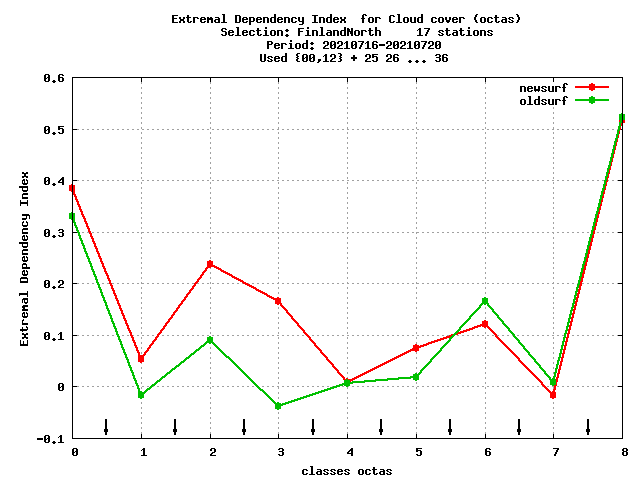 Extremal Dependency Index  for Cloud cover (octas)
Selection: FinlandNorth     17 stations
Period: 20210716-20210720
Used {00,12} + 25 26 ... 36
newsurf
oldsurf
Extremal Dependency Index
0.6
0.5
0.4
0.3
0.2
0.1
0
-0.1
0 1 2 3 4 5 6 7 8
classes octas